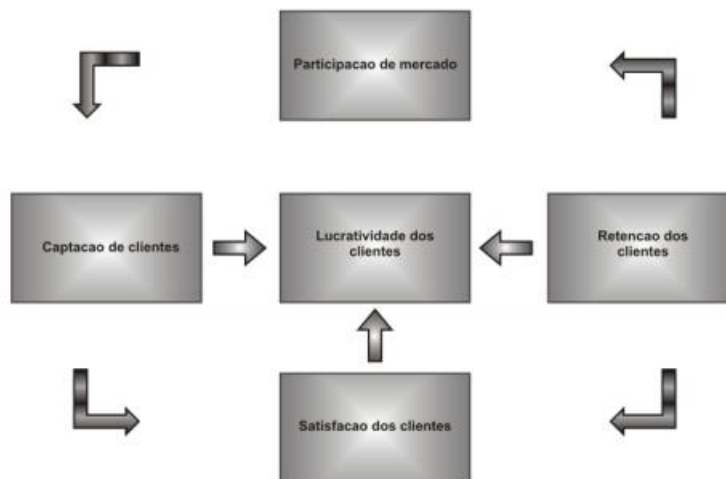 Participacao de mercado
Captacao de clientes
Lucratividade dos
clientes
Retencao dos
clientes
Satisfacao dos clientes